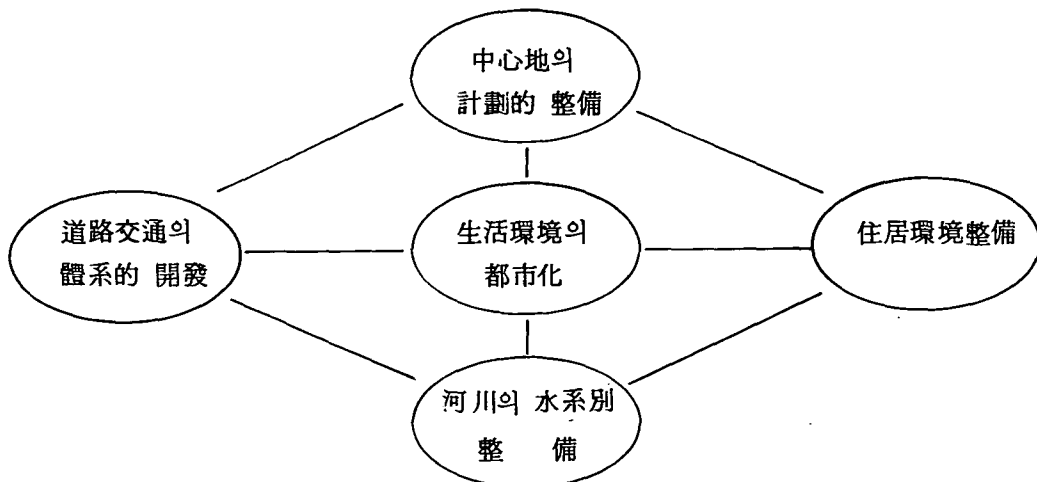 中心地의
計劃的 整備
道路交通의
體系的 開發
生活環境의
都市化
住居環境整備
河川의 水系別
整 備